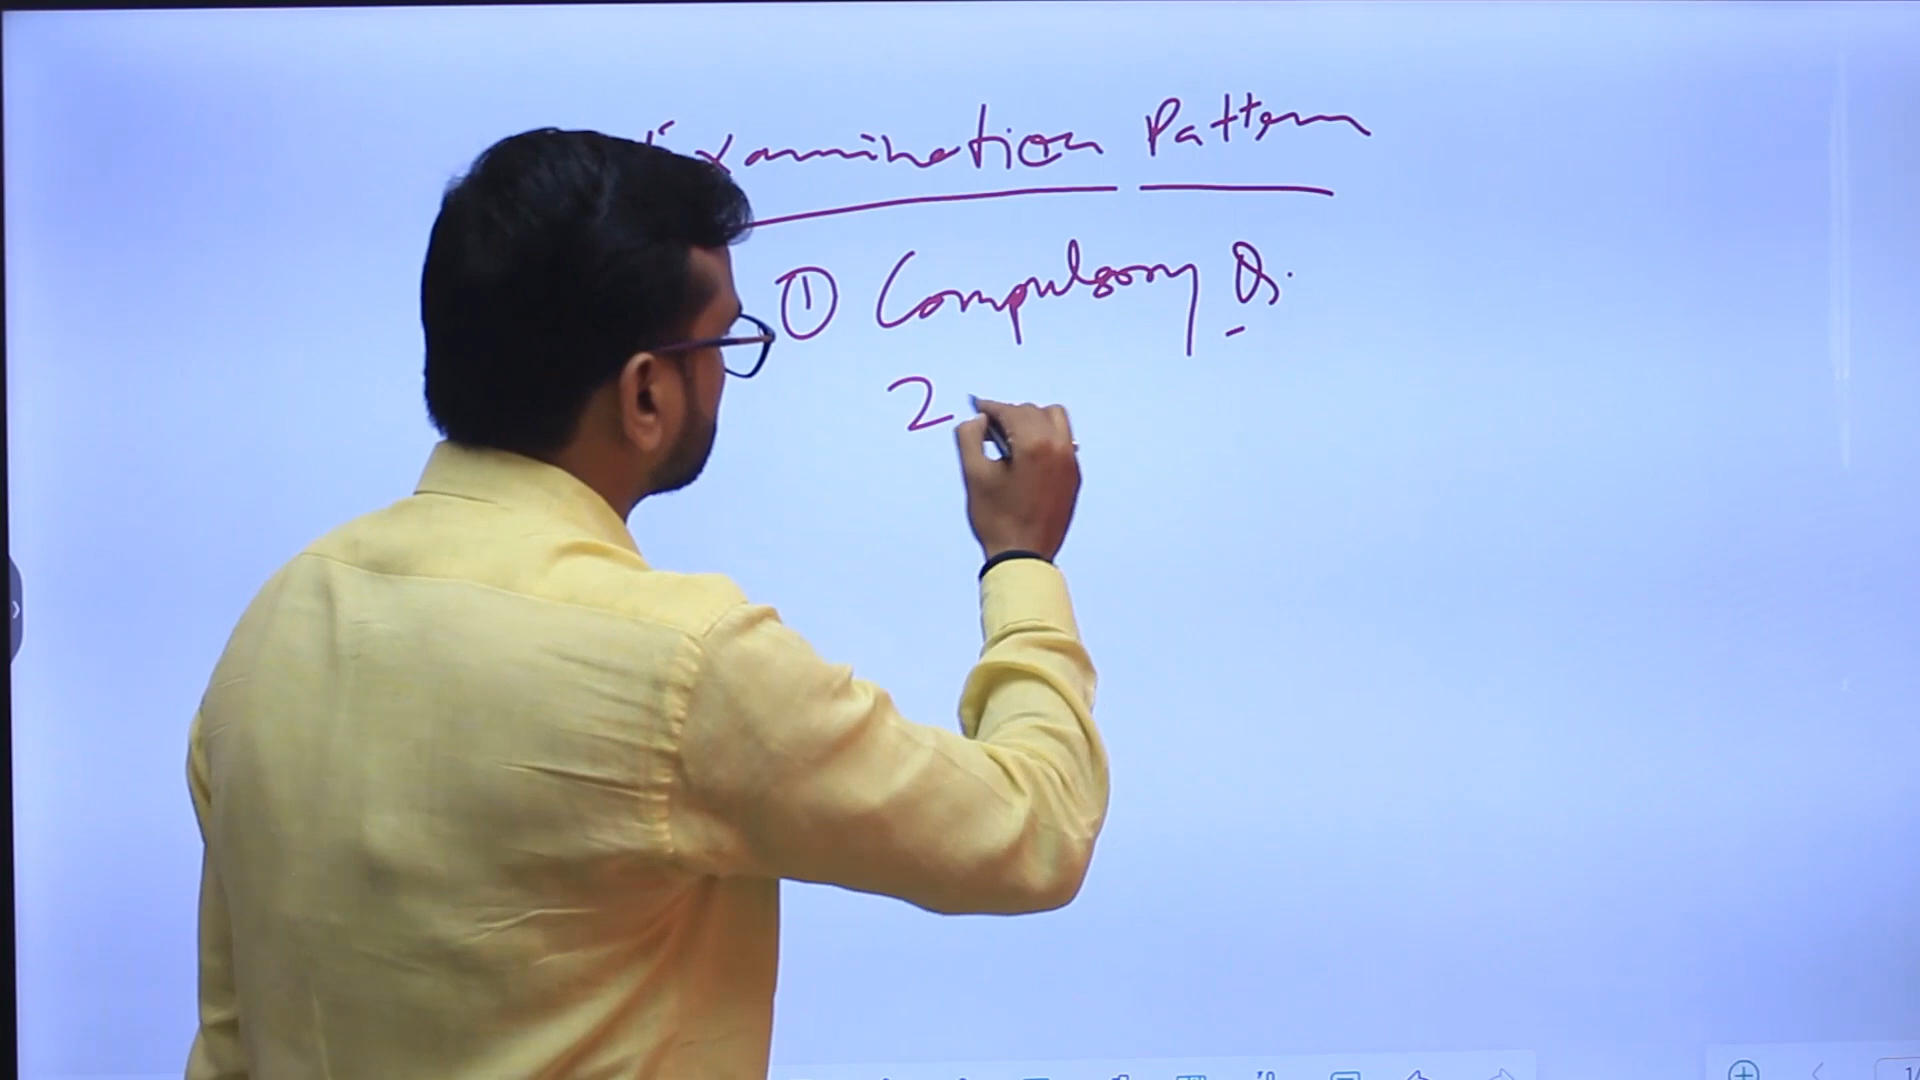 Examination Pattern
① Compulsory Q.
2